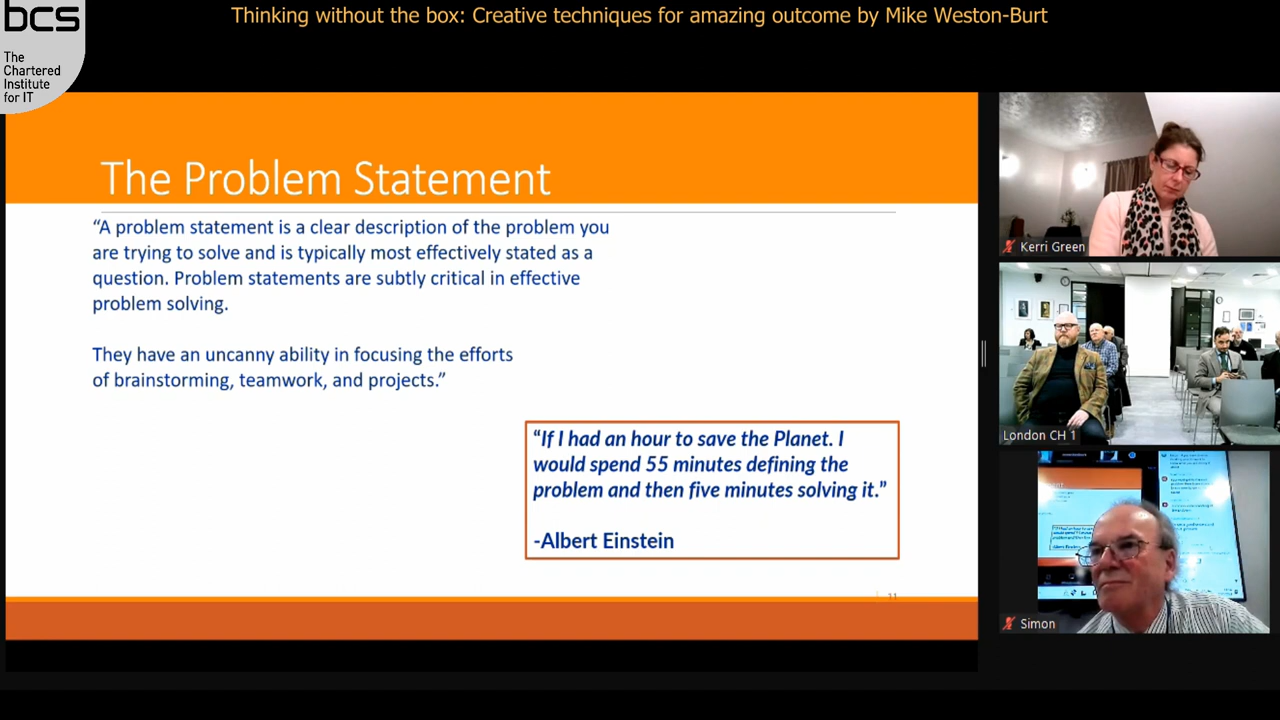 Thinking without the box: Creative techniques for amazing outcome by Mike Weston-Burt
bcs
The
Chartered
Institute
for IT
The Problem Statement
“A problem statement is a clear description of the problem you
are trying to solve and is typically most effectively stated as a
question. Problem statements are subtly critical in effective
problem solving.
They have an uncanny ability in focusing the efforts
of brainstorming, teamwork, and projects.”
“If I had an hour to save the Planet. I
would spend 55 minutes defining the
problem and then five minutes solving it.”
-Albert Einstein
11
Kerri Green
London CH 1
Simon